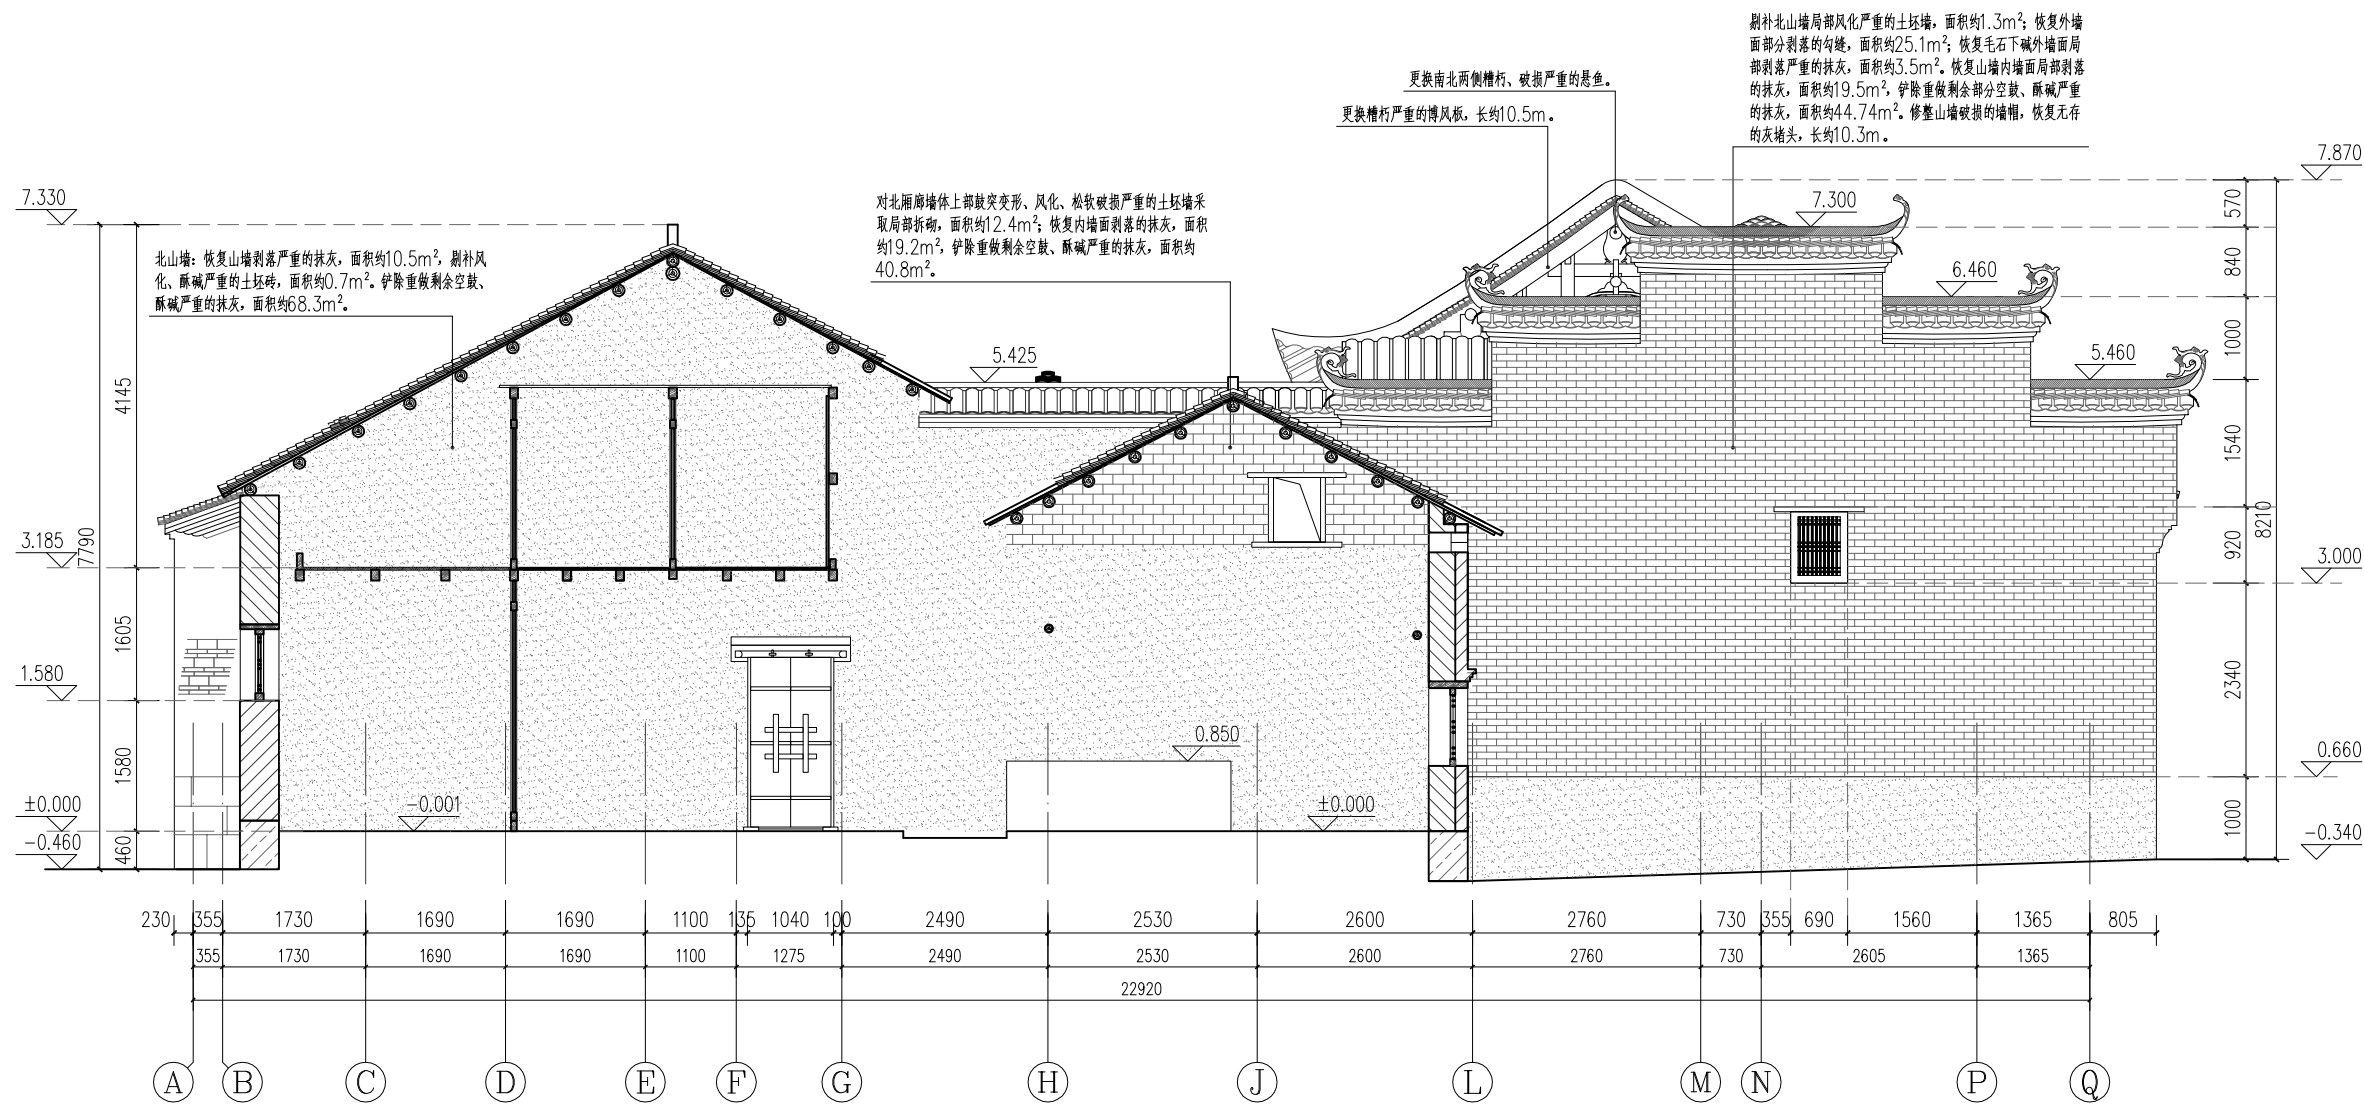 剔补北山墙局部风化严重的土坯墙，面积约1.3m²；恢复外墙
面部分剥落的勾缝，面积约25.1m²；恢复毛石下碱外墙面局
部剥落严重的抹灰，面积约3.5m²。恢复山墙内墙面局部剥落
的抹灰，面积约19.5m²，铲除重做剩余部分空鼓、酥碱严重
的抹灰，面积约44.74m²。修整山墙破损的墙帽，恢复无存
的灰堵头，长约10.3m。
更换南北两侧糟朽、破损严重的悬鱼。
更换糟朽严重的博风板，长约10.5m。
对北厢廊墙体上部鼓突变形、风化、松软破损严重的土坯墙采
取局部拆砌，面积约12.4m²；恢复内墙面剥落的抹灰，面积
约19.2m²，铲除重做剩余空鼓、酥碱严重的抹灰，面积约
40.8m²。
北山墙：恢复山墙剥落严重的抹灰，面积约10.5m²，剔补风
化、酥碱严重的土坯砖，面积约0.7m²。铲除重做剩余空鼓、
酥碱严重的抹灰，面积约68.3m²。
7.330
3.185
1.580
±0.000
-0.460
7790
4145
1605
1580
460
5.425
7.300
6.460
5.460
0.850
-0.001
±0.000
7.870
3.000
0.660
-0.340
570
840
1000
1540
920
2340
1000
8210
230 355 1730 1690 1690 1100 135 1040 100 2490 2530 2600 2760 730 355 690 1560 1365 805
355 1730 1690 1690 1100 1275 2490 2530 2600 2760 730 2605 1365
22920
A B C D E F G H J L M N P Q